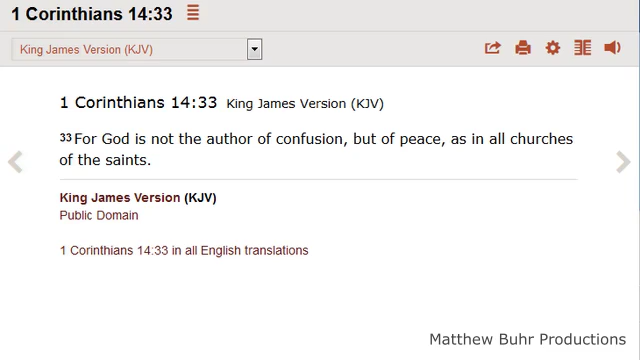 1 Corinthians 14:33
King James Version (KJV)
1 Corinthians 14:33 King James Version (KJV)
33 For God is not the author of confusion, but of peace, as in all churches
of the saints.
King James Version (KJV)
Public Domain
1 Corinthians 14:33 in all English translations
Matthew Buhr Productions